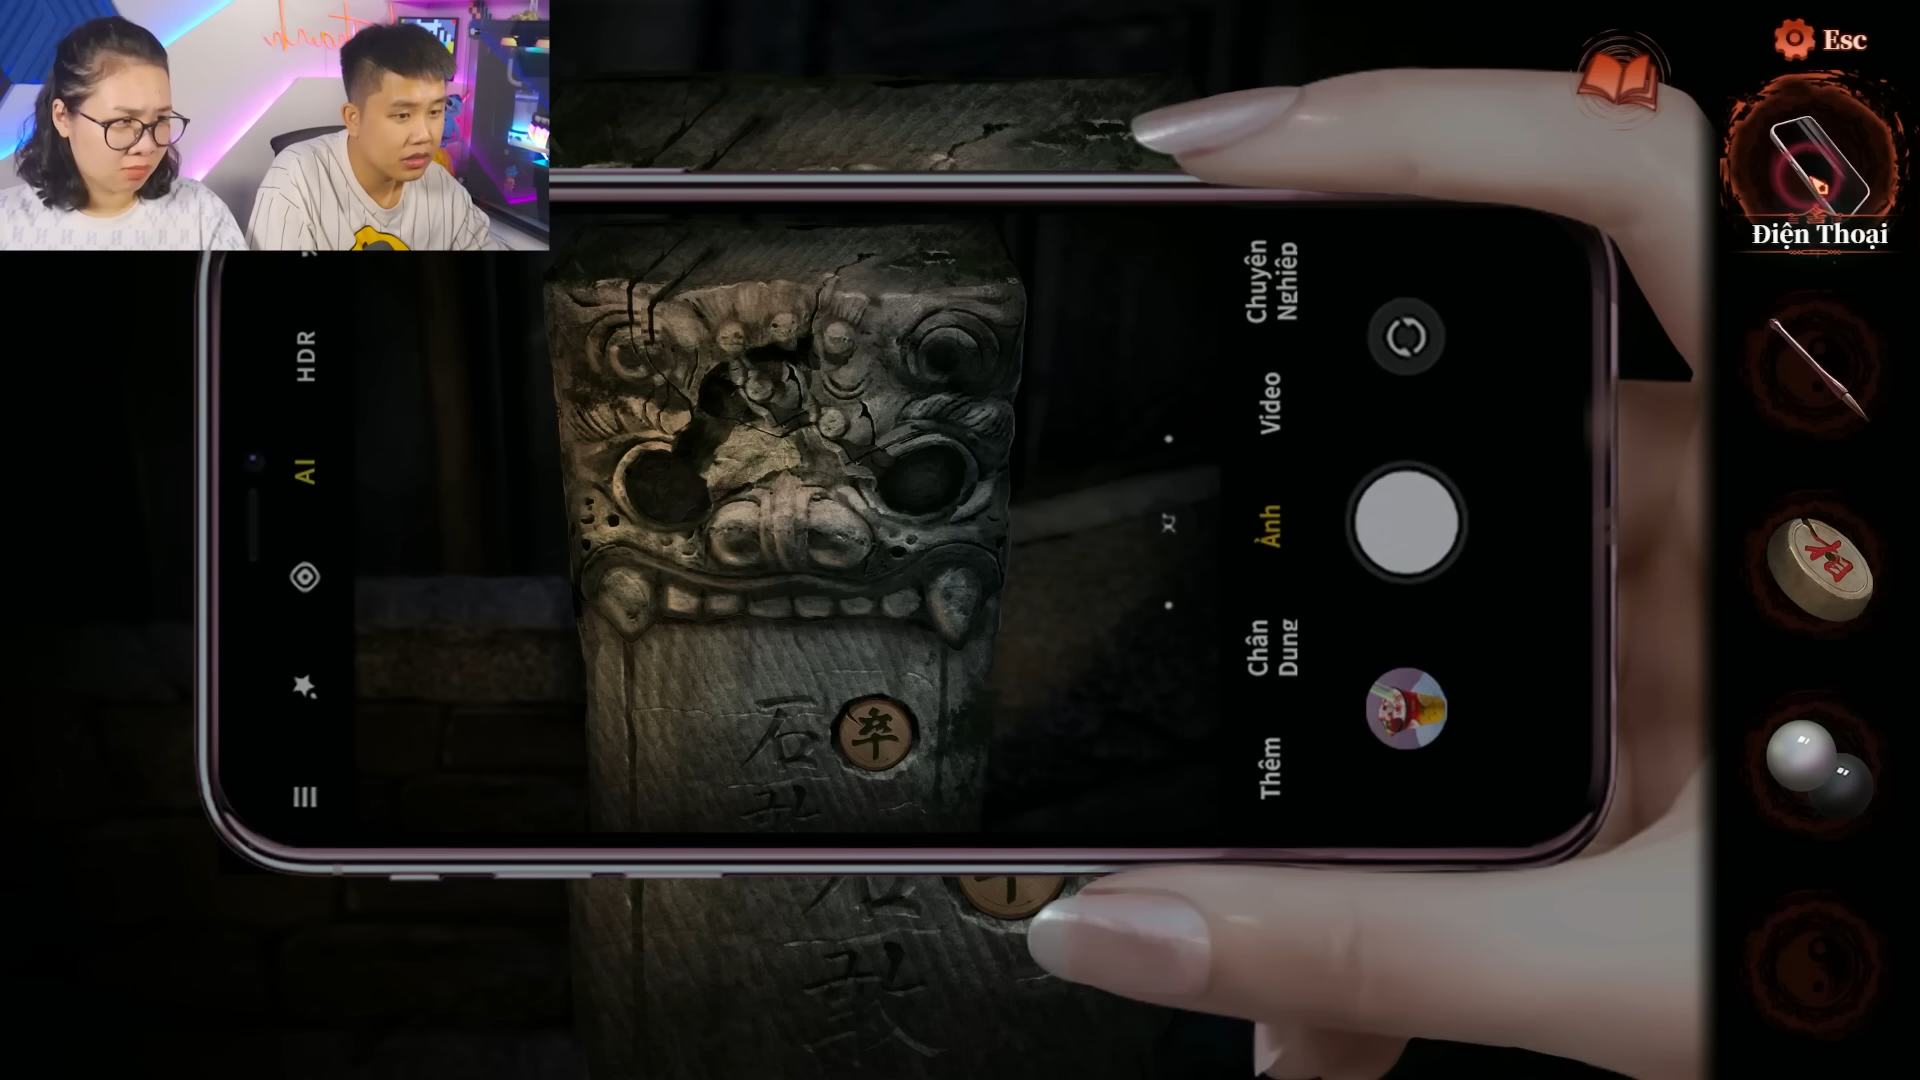 Esc
Điện Thoại
HDR
AI
Chuyên
Nghiệp
Video
Ảnh
Chân
Dung
Thêm
石
卒